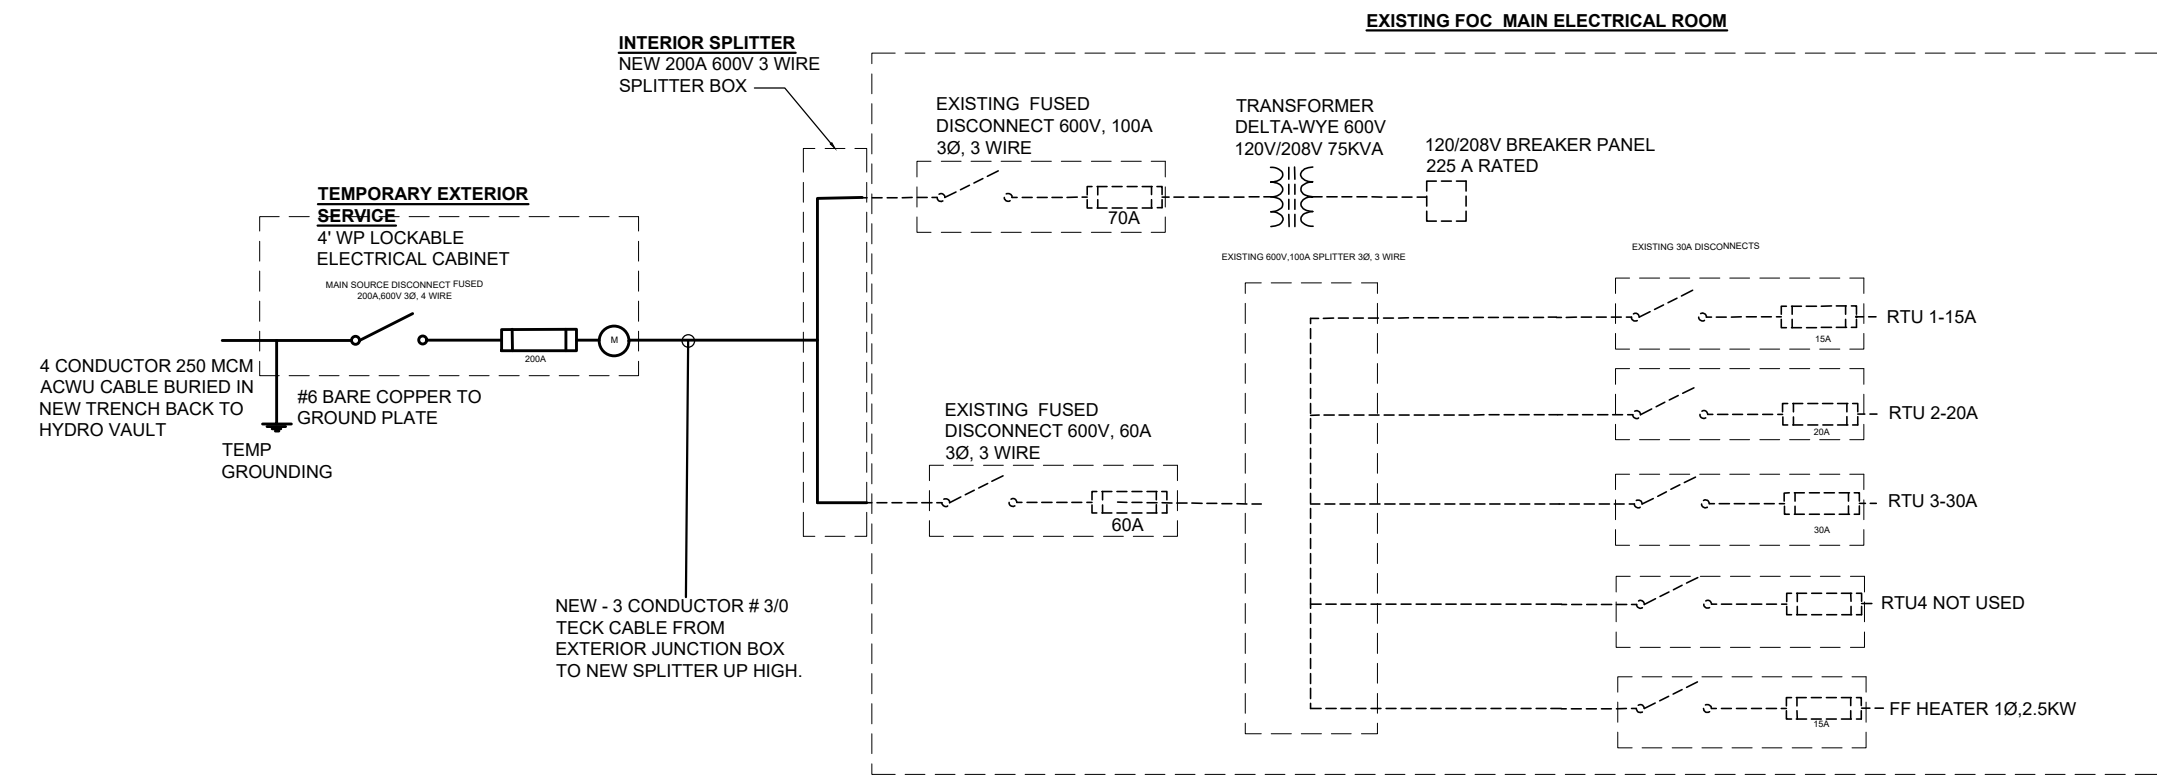 EXISTING FOC  MAIN ELECTRICAL ROOM
INTERIOR SPLITTER
NEW 200A 600V 3 WIRE
SPLITTER BOX
EXISTING  FUSED
DISCONNECT 600V, 100A
3Ø, 3 WIRE
70A
TRANSFORMER
DELTA-WYE 600V
120V/208V 75KVA
120/208V BREAKER PANEL
225 A RATED
TEMPORARY EXTERIOR
SERVICE
4' WP LOCKABLE
ELECTRICAL CABINET
MAIN SOURCE DISCONNECT FUSED
200A,600V 3Ø, 4 WIRE
200A
M
4 CONDUCTOR 250 MCM
ACWU CABLE BURIED IN
NEW TRENCH BACK TO
HYDRO VAULT
#6 BARE COPPER TO
GROUND PLATE
TEMP
GROUNDING
NEW - 3 CONDUCTOR # 3/0
TECK CABLE FROM
EXTERIOR JUNCTION BOX
TO NEW SPLITTER UP HIGH.
EXISTING  FUSED
DISCONNECT 600V, 60A
3Ø, 3 WIRE
60A
EXISTING 600V,100A SPLITTER 3Ø, 3 WIRE
EXISTING 30A DISCONNECTS
RTU 1-15A
15A
RTU 2-20A
20A
RTU 3-30A
30A
RTU4 NOT USED
FF HEATER 1Ø,2.5KW
15A